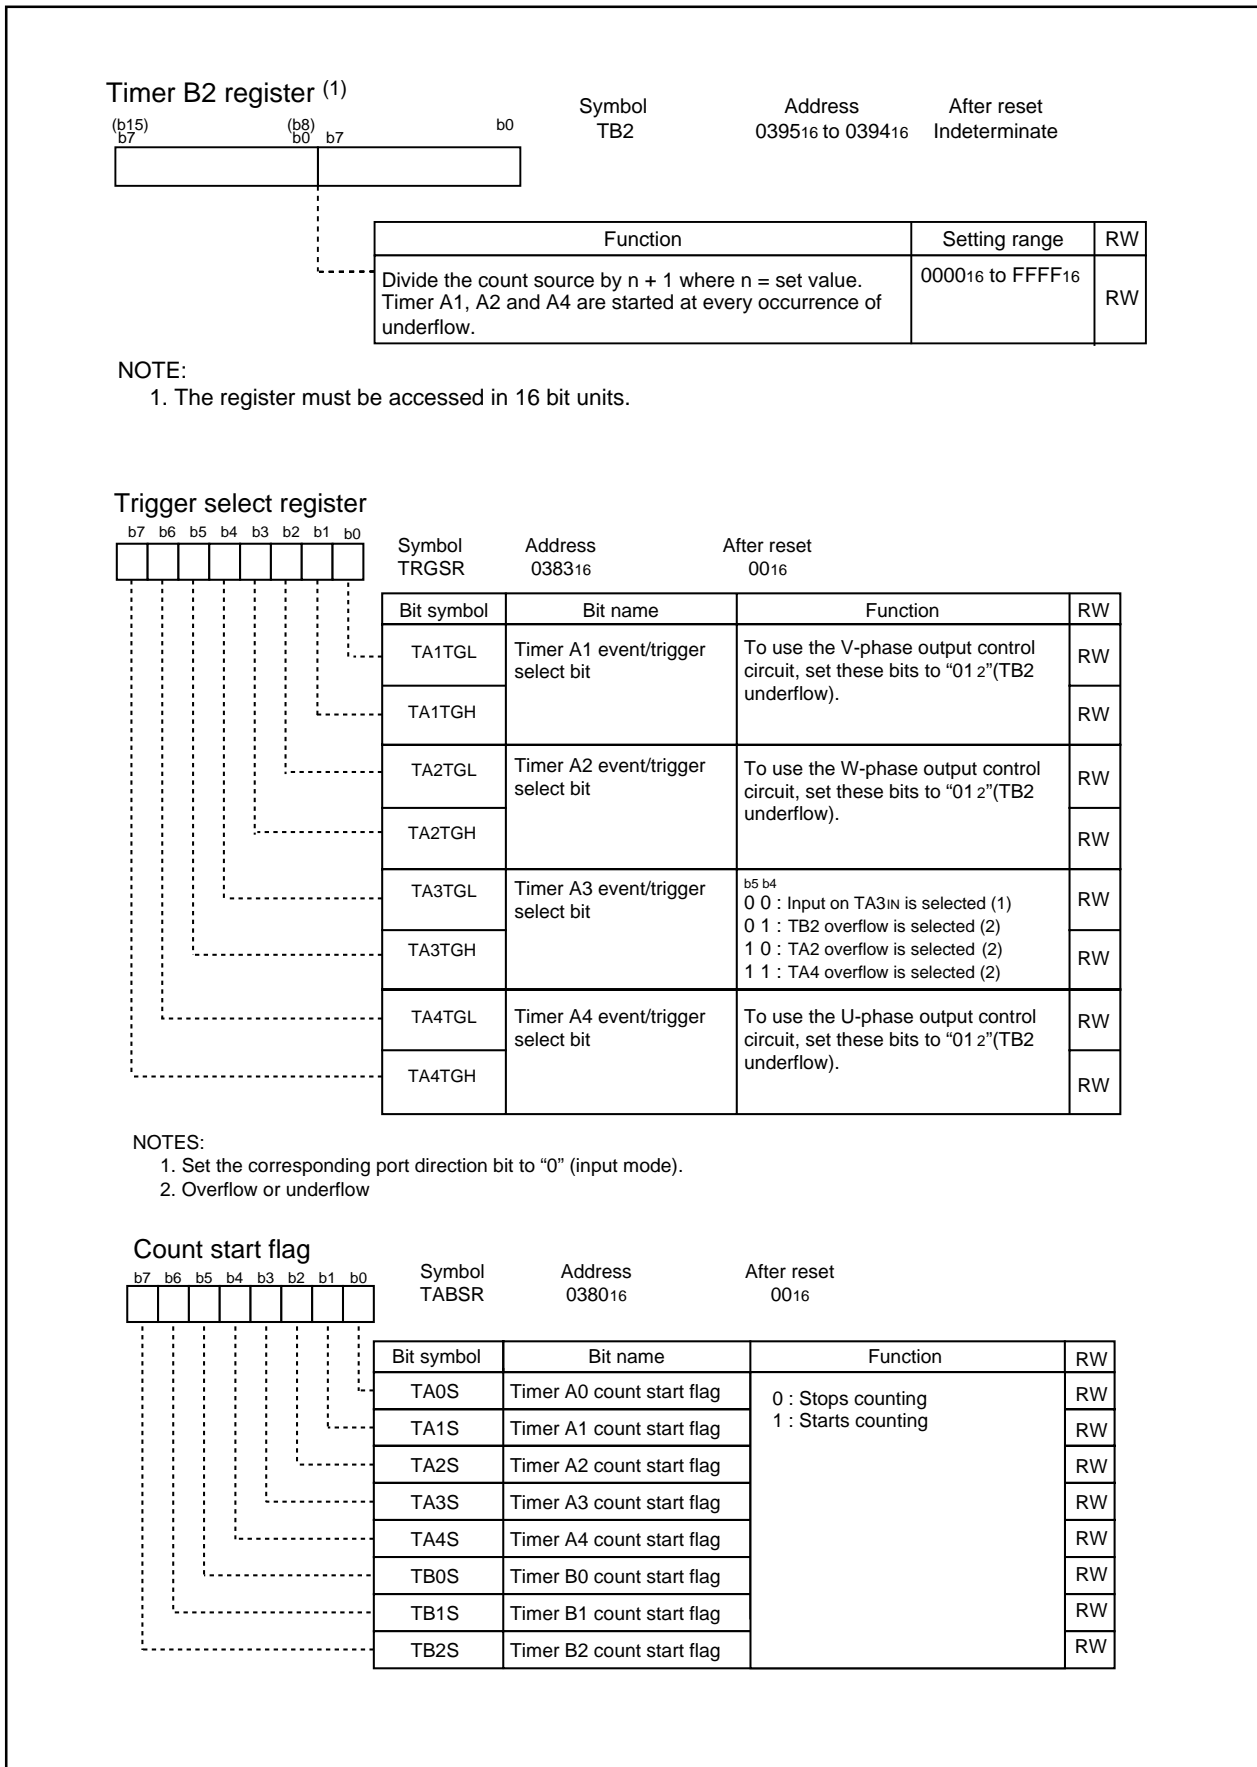 Timer B2 register (1)
Symbol Address After reset
(b15) (b8)
b7 b0 b7 b0
TB2 039516 to 039416 Indeterminate
Function Setting range RW
Divide the count source by n + 1 where n = set value.
Timer A1, A2 and A4 are started at every occurrence of
underflow.
000016 to FFFF16
RW
NOTE:
1. The register must be accessed in 16 bit units.
Trigger select register
b7 b6 b5 b4 b3 b2 b1 b0
Symbol Address After reset
TRGSR 038316 0016
Bit symbol Bit name Function RW
TA1TGL
Timer A1 event/trigger
select bit
To use the V-phase output control
circuit, set these bits to “012”(TB2
underflow).
RW
TA1TGH RW
TA2TGL
Timer A2 event/trigger
select bit
To use the W-phase output control
circuit, set these bits to “012”(TB2
underflow).
RW
TA2TGH RW
TA3TGL
Timer A3 event/trigger
select bit
b5 b4
0 0 : Input on TA3IN is selected (1)
0 1 : TB2 overflow is selected (2)
1 0 : TA2 overflow is selected (2)
1 1 : TA4 overflow is selected (2)
RW
TA3TGH RW
TA4TGL
Timer A4 event/trigger
select bit
To use the U-phase output control
circuit, set these bits to “012”(TB2
underflow).
RW
TA4TGH RW
NOTES:
1. Set the corresponding port direction bit to “0” (input mode).
2. Overflow or underflow
Count start flag
b7 b6 b5 b4 b3 b2 b1 b0
Symbol Address After reset
TABSR 038016 0016
Bit symbol Bit name Function RW
TA0S Timer A0 count start flag 0 : Stops counting RW
TA1S Timer A1 count start flag 1 : Starts counting RW
TA2S Timer A2 count start flag RW
TA3S Timer A3 count start flag RW
TA4S Timer A4 count start flag RW
TB0S Timer B0 count start flag RW
TB1S Timer B1 count start flag RW
TB2S Timer B2 count start flag RW